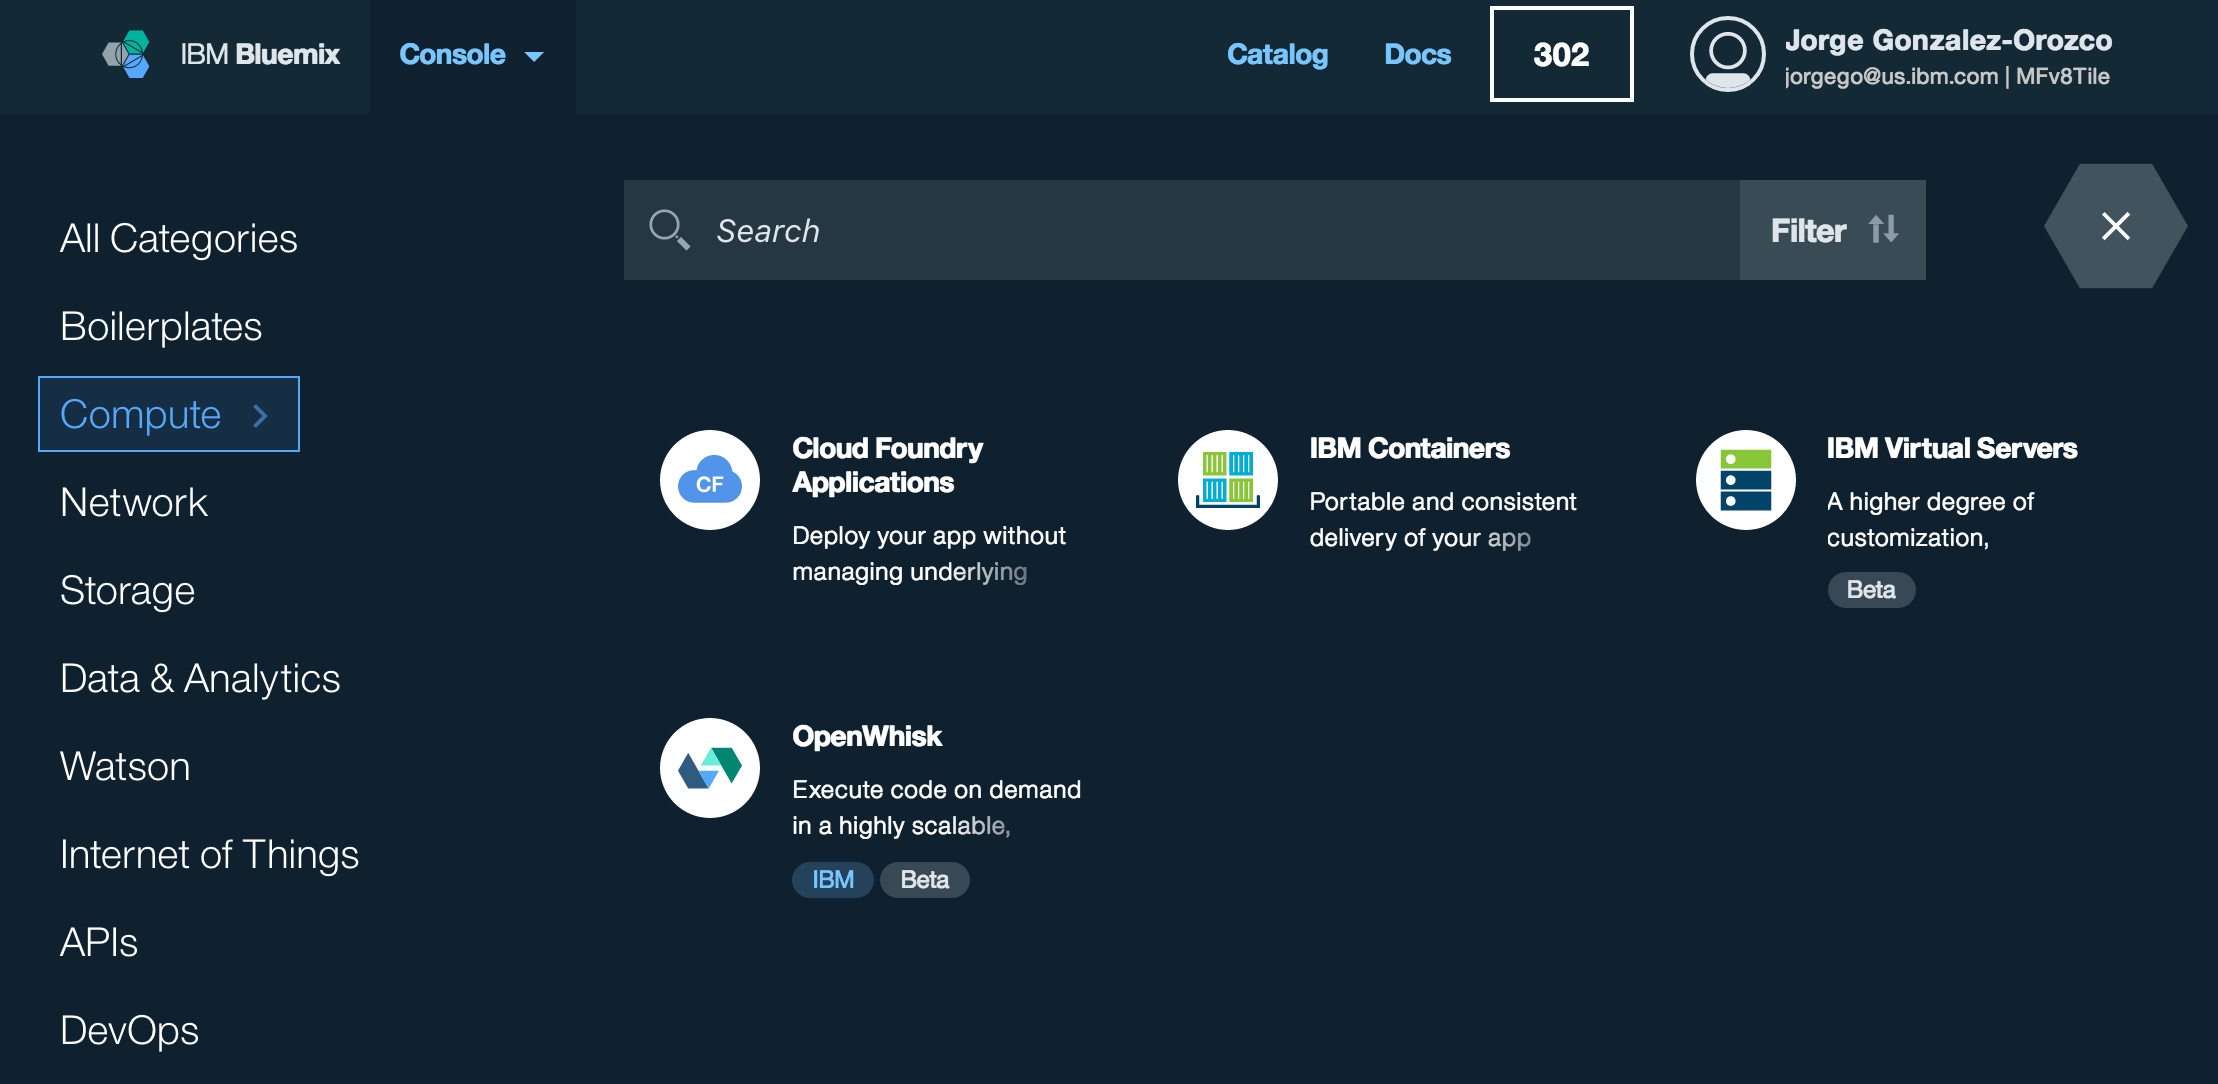 IBM Bluemix
Console
Catalog
Docs
302
Jorge Gonzalez-Orozco
jorgego@us.ibm.com | MFv8Tile
Search
Filter
All Categories
Boilerplates
Compute
Network
Storage
Data & Analytics
Watson
Internet of Things
APIs
DevOps
CF
Cloud Foundry
Applications
Deploy your app without
managing underlying
IBM Containers
Portable and consistent
delivery of your app
IBM Virtual Servers
A higher degree of
customization,
Beta
OpenWhisk
Execute code on demand
in a highly scalable,
IBM
Beta